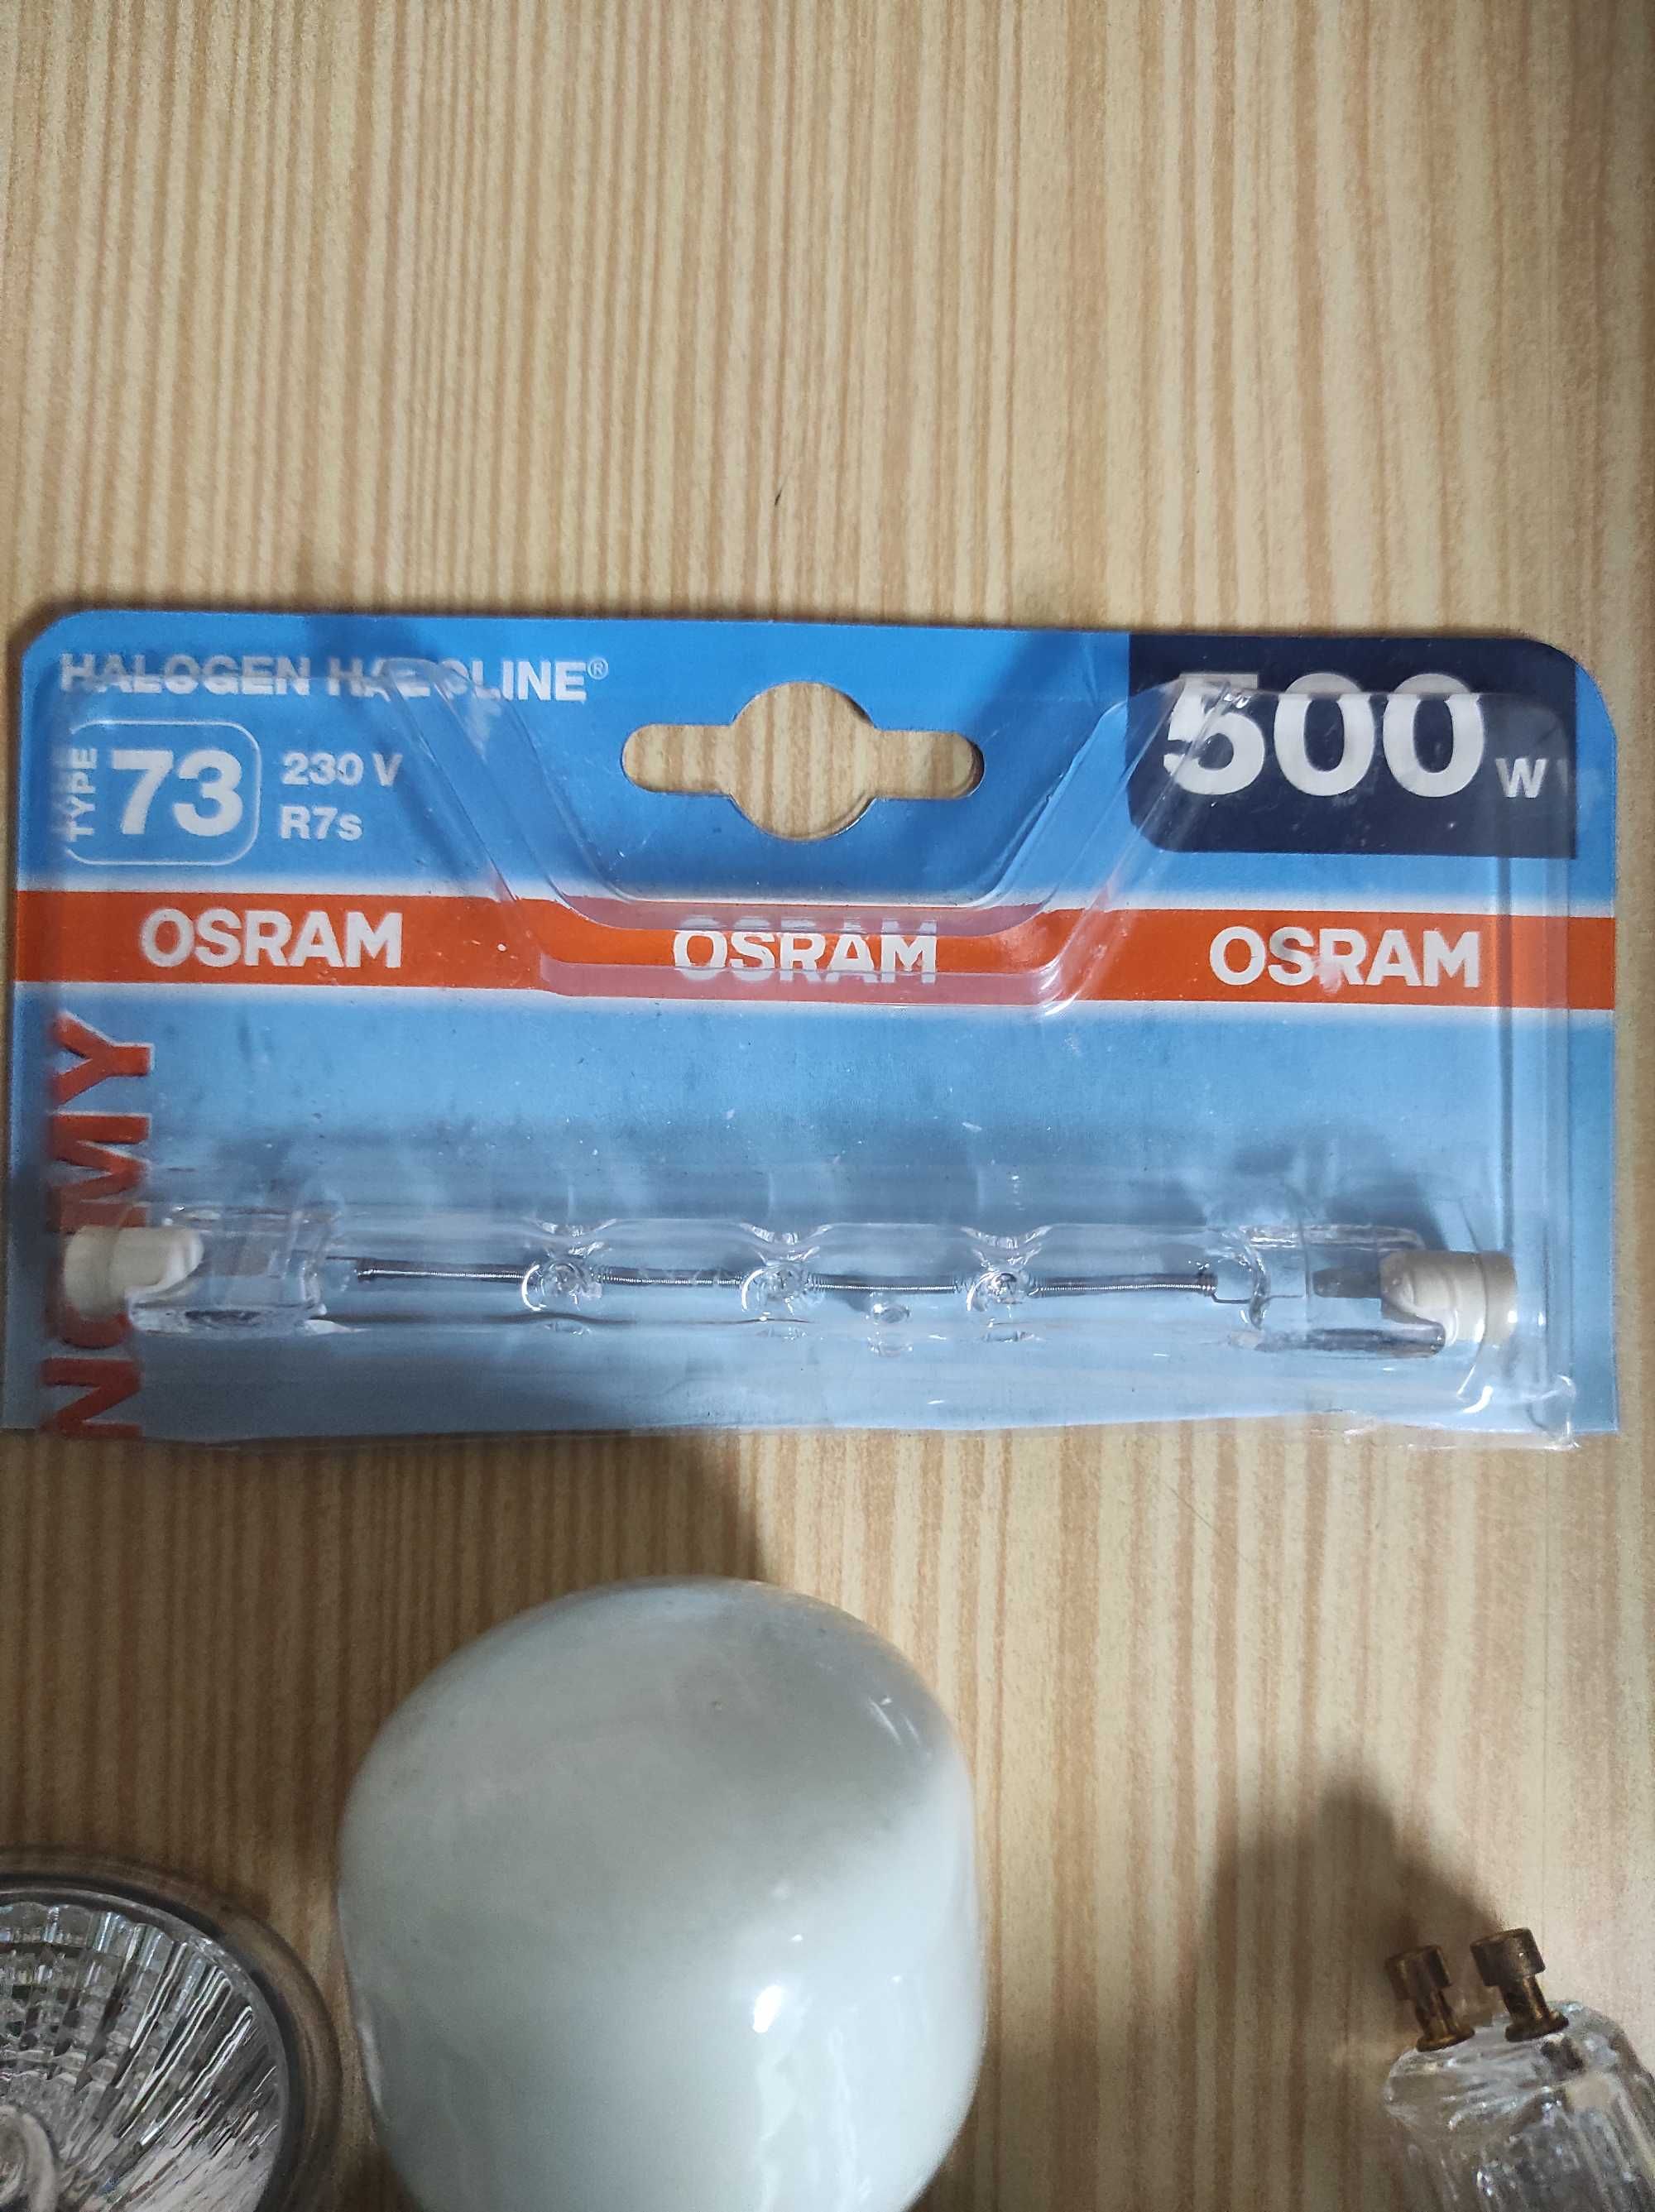 HALOGEN HALOLINE®
500 W
TYPE 73
230 V
R7s
OSRAM OSRAM OSRAM